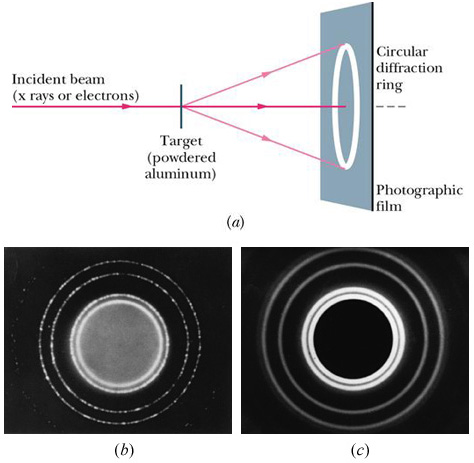 Incident beam
(x rays or electrons)
Target
(powdered
aluminum)
Circular
diffraction
ring
Photographic
film
(a)
(b)
(c)